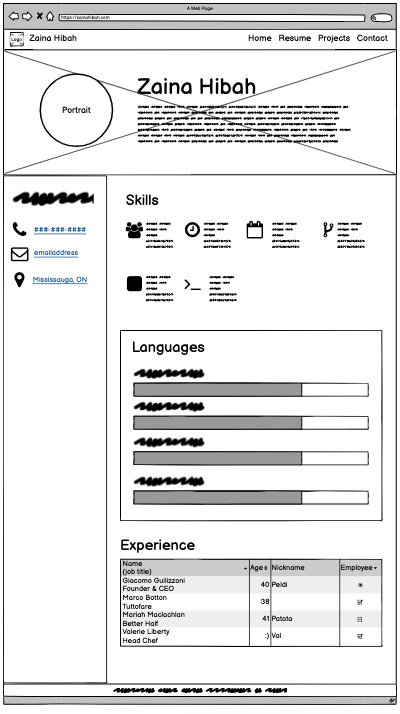 A Web Page
https://zainahibah.com
Logo
Zaina Hibah
Home Resume Projects Contact
Zaina Hibah
Portrait
Skills
###-###-####
emailaddress
Mississauga, ON
Languages
Experience
Name
(job title) Age Nickname Employee
Giacomo Guilizzoni
Founder & CEO 40 Peldi
Marco Botton
Tuttofare 38
Mariah Maclachlan
Better Half 41 Patata
Valerie Liberty
Head Chef :) Val